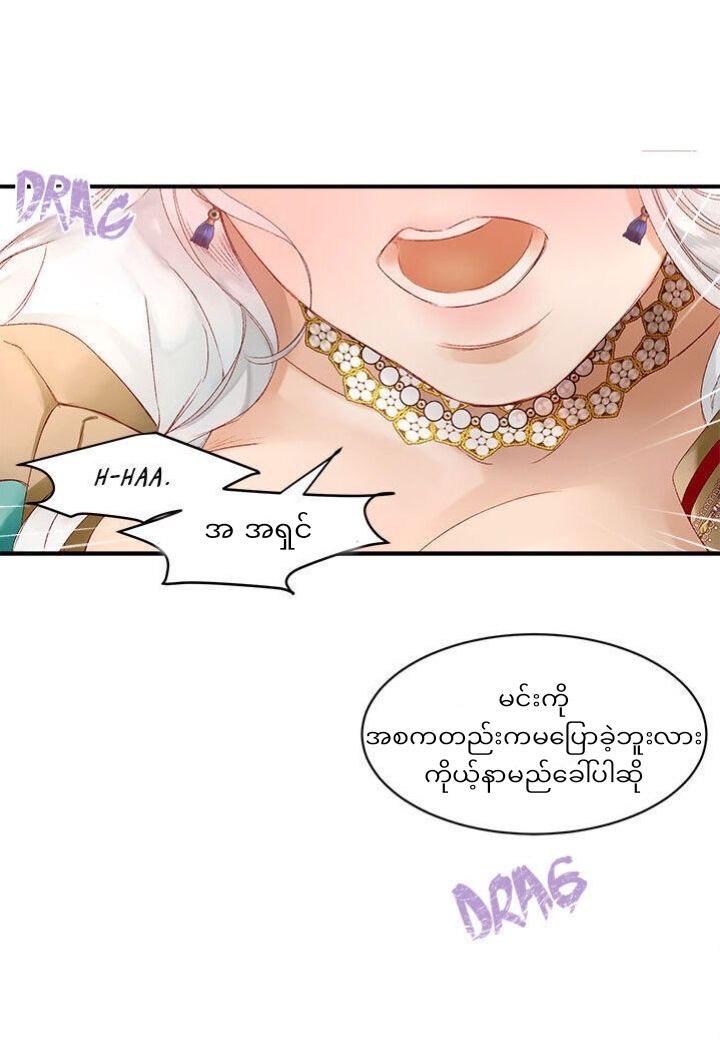 DRAG
H-HAA.
အ အရှင်
မင်းကို
အစကတည်းကမပြောခဲ့ဘူးလား
ကိုယ့်နာမည်ခေါ်ပါဆို
DRAG